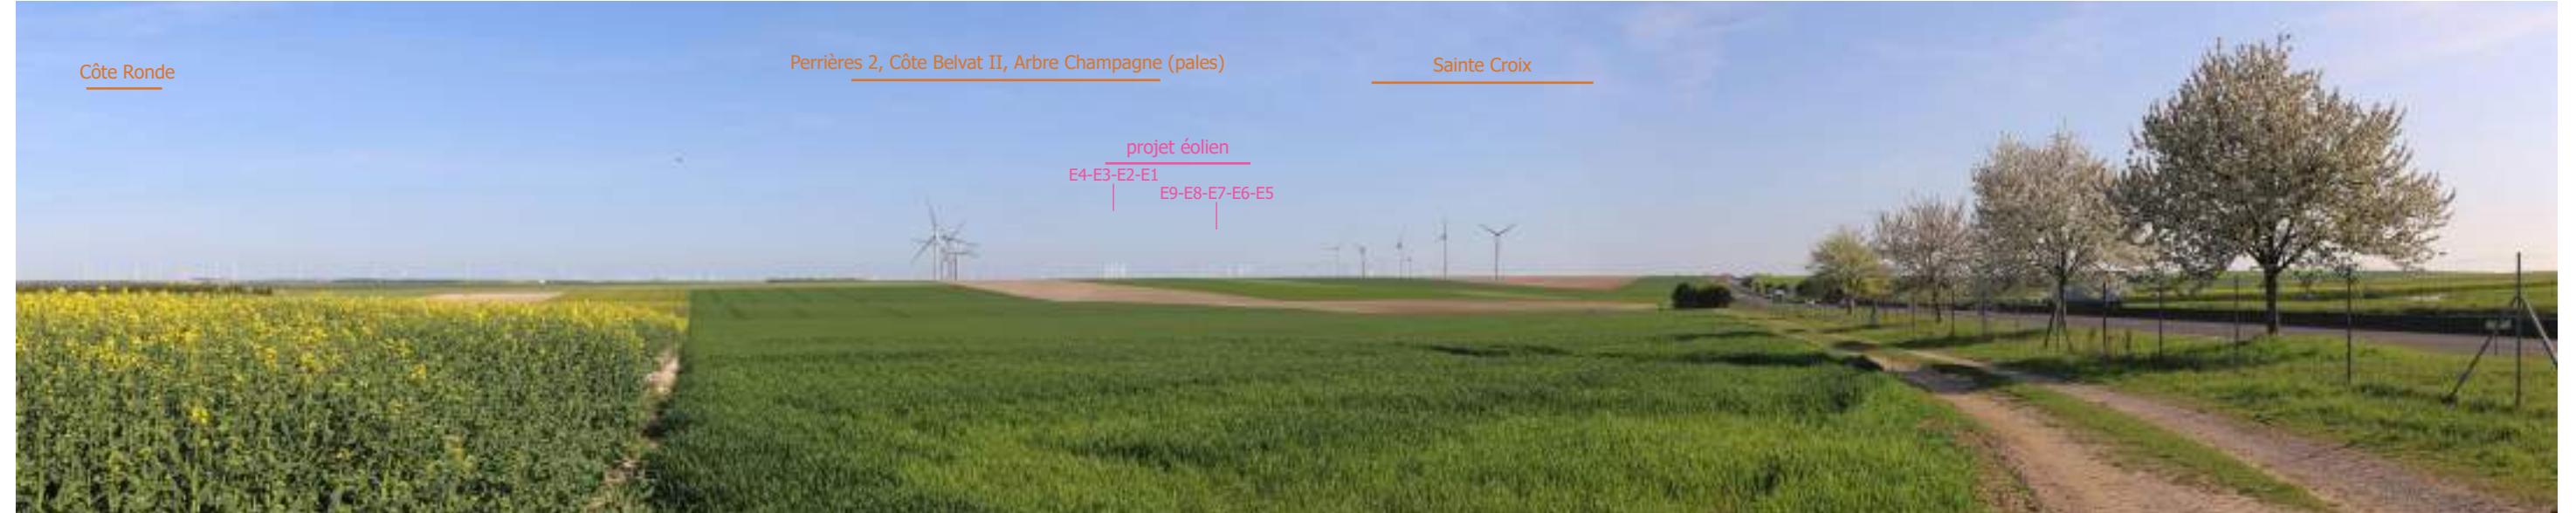 Côte Ronde
Perrières 2, Côte Belvat II, Arbre Champagne (pales)
Sainte Croix
projet éolien
E4-E3-E2-E1
E9-E8-E7-E6-E5